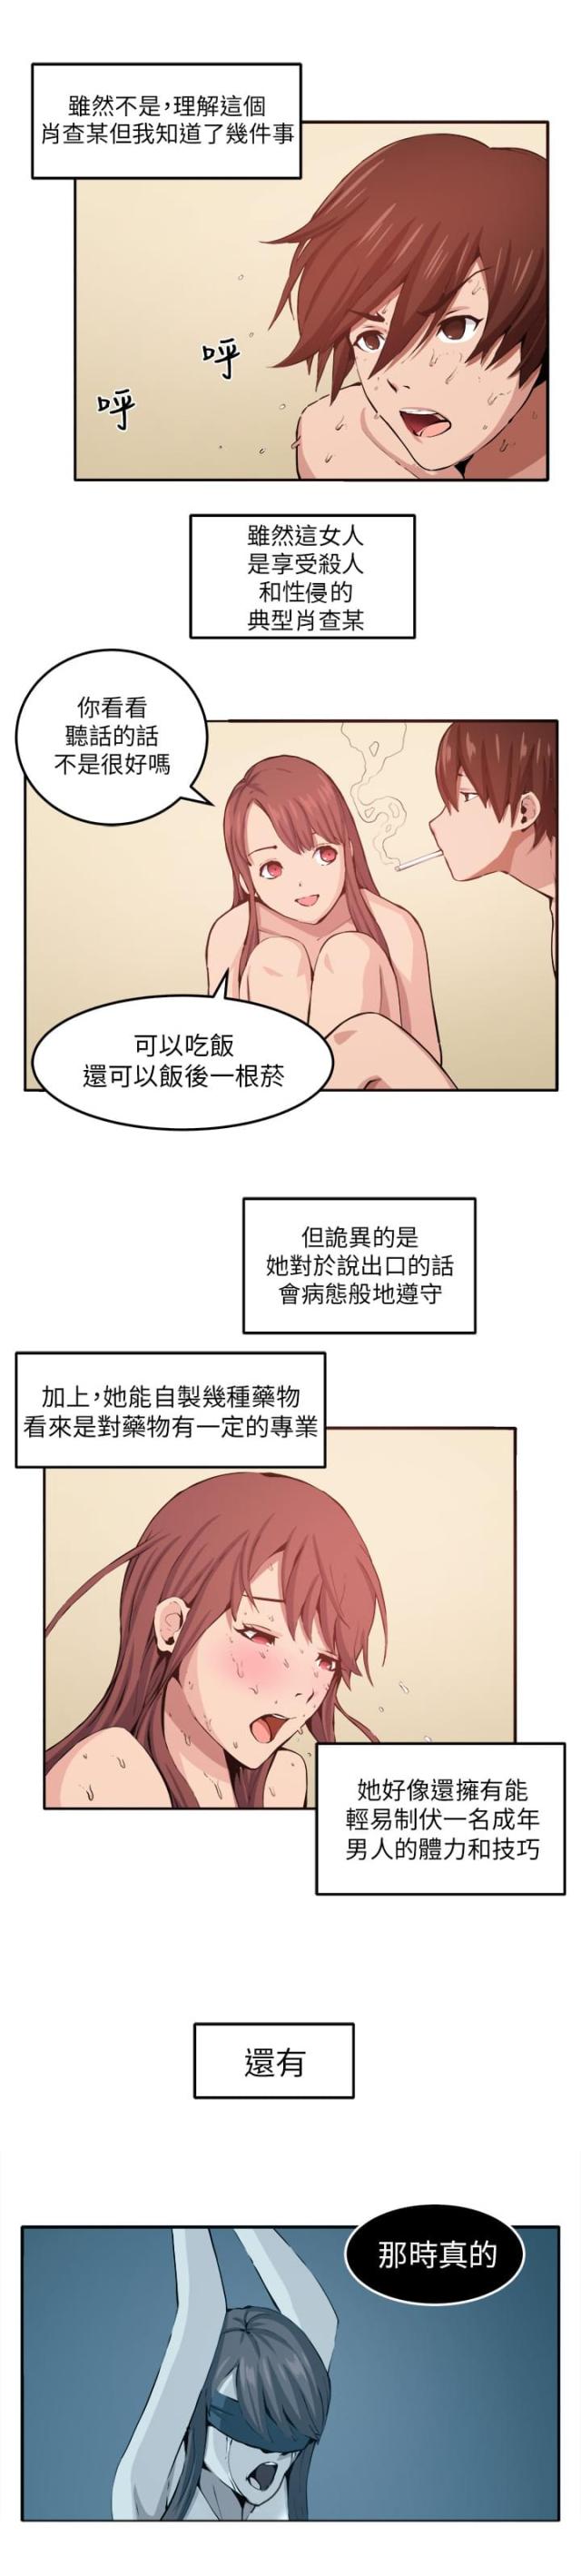 雖然不是，理解這個
肖查某但我知道了幾件事
呼
呼
雖然這女人
是享受殺人
和性侵的
典型肖查某
你看看
聽話的話
不是很好嗎
可以吃飯
還可以飯後一根菸
但詭異的是
她對於說出口的話
會病態般地遵守
加上，她能自製幾種藥物
看來是對藥物有一定的專業
她好像還擁有能
輕易制伏一名成年
男人的體力和技巧
還有
那時真的